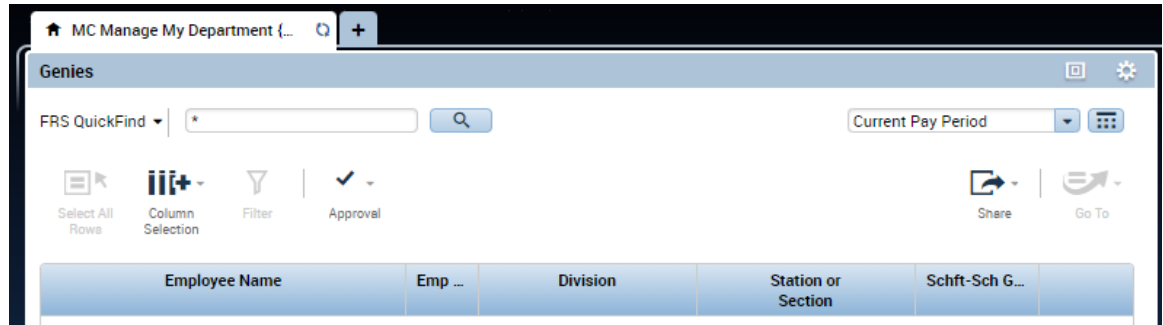 MC Manage My Department {...
+
Genies
FRS QuickFind
*
Current Pay Period
Select All Rows
Column Selection
Filter
Approval
Share
Go To
Employee Name
Emp ...
Division
Station or Section
Schft-Sch G...